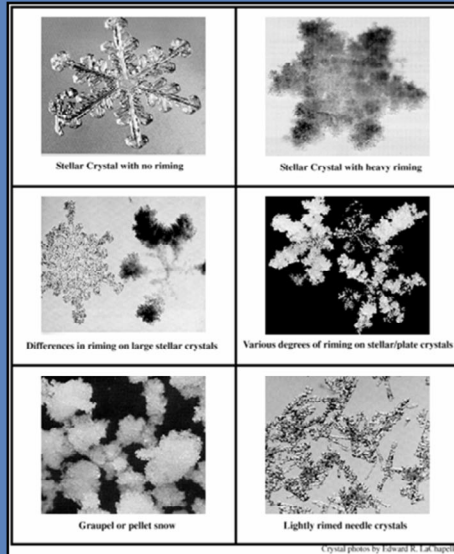 Stellar Crystal with no riming
Stellar Crystal with heavy riming
Differences in riming on large stellar crystals
Various degrees of riming on stellar/plate crystals
Graupel or pellet snow
Lightly rimed needle crystals
Crystal photos by Edward R. LaChapelle